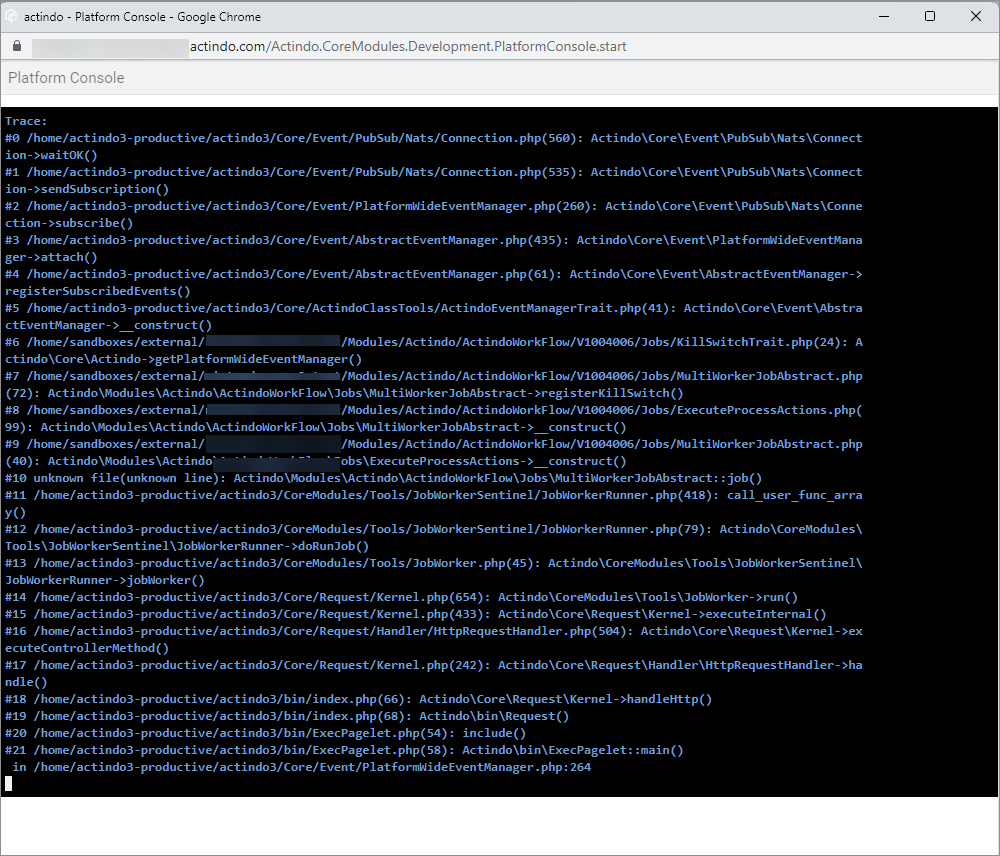 actindo - Platform Console - Google Chrome
actindo.com/Actindo.CoreModules.Development.PlatformConsole.start
Platform Console
Trace:
#0 /home/actindo3-productive/actindo3/Core/Event/PubSub/Nats/Connection.php(560): Actindo\Core\Event\PubSub\Nats\Connect
ion->waitOK()
#1 /home/actindo3-productive/actindo3/Core/Event/PubSub/Nats/Connection.php(535): Actindo\Core\Event\PubSub\Nats\Connect
ion->sendSubscription()
#2 /home/actindo3-productive/actindo3/Core/Event/PlatformWideEventManager.php(260): Actindo\Core\Event\PubSub\Nats\Conne
ction->subscribe()
#3 /home/actindo3-productive/actindo3/Core/Event/AbstractEventManager.php(435): Actindo\Core\Event\PlatformWideEventMana
ger->attach()
#4 /home/actindo3-productive/actindo3/Core/Event/AbstractEventManager.php(61): Actindo\Core\Event\AbstractEventManager->
registerSubscribedEvents()
#5 /home/actindo3-productive/actindo3/Core/ActindoClassTools/ActindoEventManagerTrait.php(41): Actindo\Core\Event\Abstra
ctEventManager->__construct()
#6 /home/sandboxes/external/ /Modules/Actindo/ActindoWorkFlow/V1004006/Jobs/KillSwitchTrait.php(24): A
ctindo\Core\Actindo->getPlatformWideEventManager()
#7 /home/sandboxes/external/ /Modules/Actindo/ActindoWorkFlow/V1004006/Jobs/MultiWorkerJobAbstract.php
(72): Actindo\Modules\Actindo\ActindoWorkFlow\Jobs\MultiWorkerJobAbstract->registerKillSwitch()
#8 /home/sandboxes/external/ /Modules/Actindo/ActindoWorkFlow/V1004006/Jobs/ExecuteProcessActions.php(
99): Actindo\Modules\Actindo\ActindoWorkFlow\Jobs\MultiWorkerJobAbstract->__construct()
#9 /home/sandboxes/external/ /Modules/Actindo/ActindoWorkFlow/V1004006/Jobs/MultiWorkerJobAbstract.php
(40): Actindo\Modules\Actindo obs\ExecuteProcessActions->__construct()
#10 unknown file(unknown line): Actindo\Modules\Actindo\ActindoWorkFlow\Jobs\MultiWorkerJobAbstract::job()
#11 /home/actindo3-productive/actindo3/CoreModules/Tools/JobWorkerSentinel/JobWorkerRunner.php(418): call_user_func_arra
y()
#12 /home/actindo3-productive/actindo3/CoreModules/Tools/JobWorkerSentinel/JobWorkerRunner.php(79): Actindo\CoreModules\
Tools\JobWorkerSentinel\JobWorkerRunner->doRunJob()
#13 /home/actindo3-productive/actindo3/CoreModules/Tools/JobWorker.php(45): Actindo\CoreModules\Tools\JobWorkerSentinel\
JobWorkerRunner->jobWorker()
#14 /home/actindo3-productive/actindo3/Core/Request/Kernel.php(654): Actindo\CoreModules\Tools\JobWorker->run()
#15 /home/actindo3-productive/actindo3/Core/Request/Kernel.php(433): Actindo\Core\Request\Kernel->executeInternal()
#16 /home/actindo3-productive/actindo3/Core/Request/Handler/HttpRequestHandler.php(504): Actindo\Core\Request\Kernel->ex
ecuteControllerMethod()
#17 /home/actindo3-productive/actindo3/Core/Request/Kernel.php(242): Actindo\Core\Request\Handler\HttpRequestHandler->ha
ndle()
#18 /home/actindo3-productive/actindo3/bin/index.php(66): Actindo\Core\Request\Kernel->handleHttp()
#19 /home/actindo3-productive/actindo3/bin/index.php(68): Actindo\bin\Request()
#20 /home/actindo3-productive/actindo3/bin/ExecPagelet.php(54): include()
#21 /home/actindo3-productive/actindo3/bin/ExecPagelet.php(58): Actindo\bin\ExecPagelet::main()
in /home/actindo3-productive/actindo3/Core/Event/PlatformWideEventManager.php:264